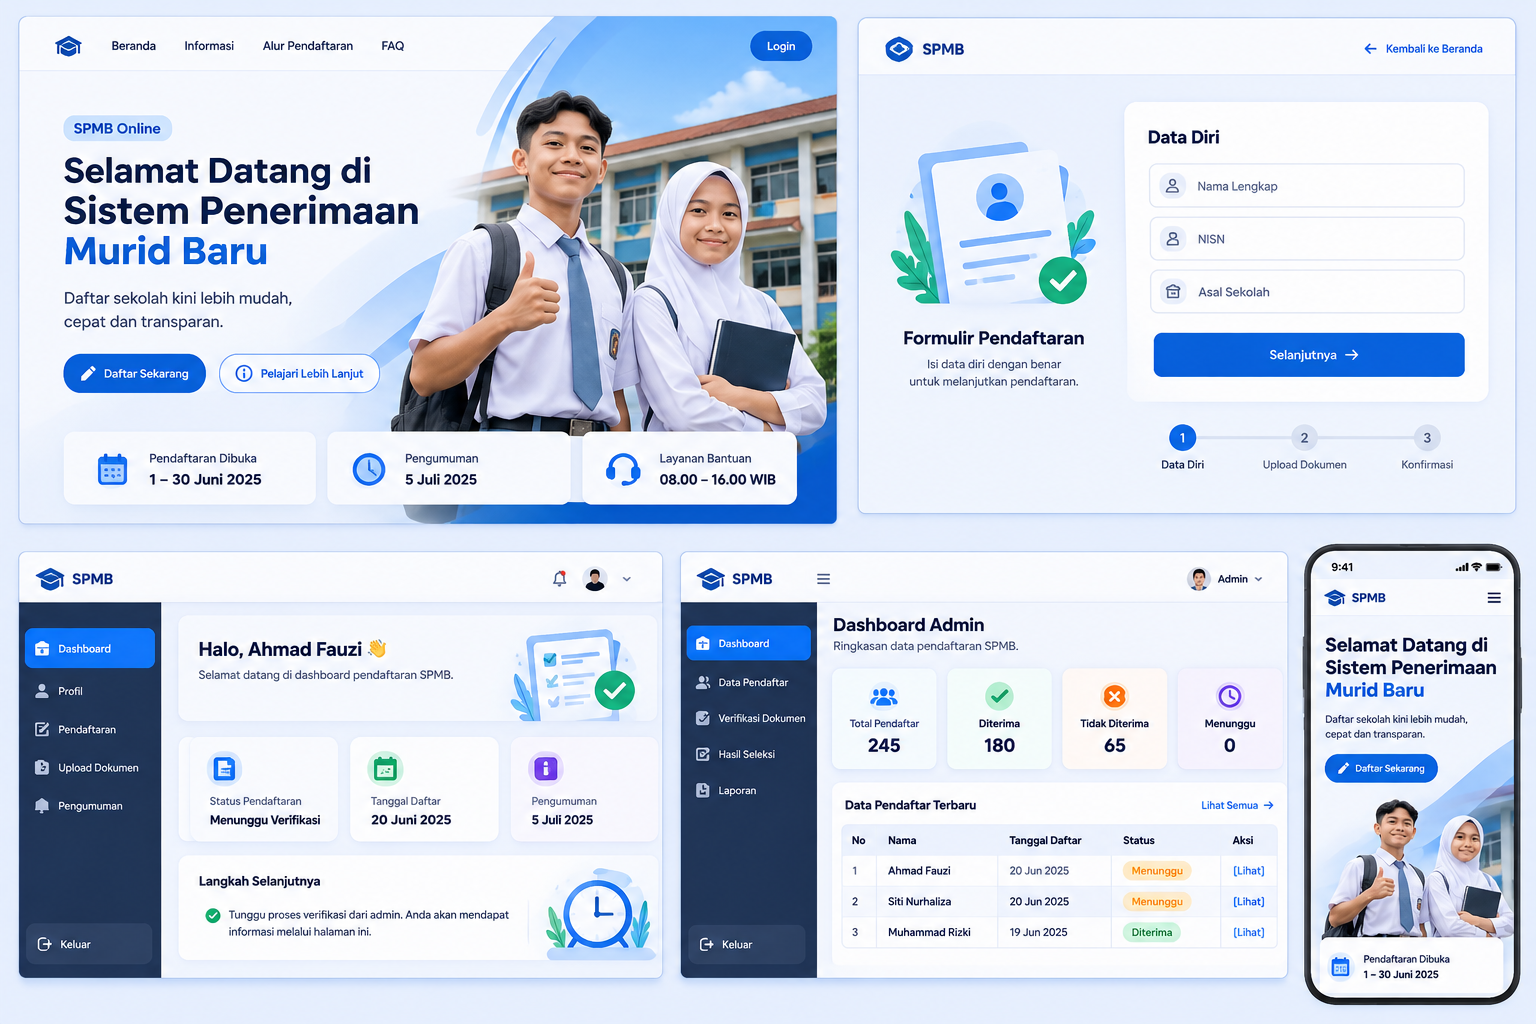 Beranda
Informasi
Alur Pendaftaran
FAQ
Login
SPMB Online
Selamat Datang di
Sistem Penerimaan
Murid Baru
Daftar sekolah kini lebih mudah,
cepat dan transparan.
Daftar Sekarang
Pelajari Lebih Lanjut
Pendaftaran Dibuka
1 – 30 Juni 2025
Pengumuman
5 Juli 2025
Layanan Bantuan
08.00 – 16.00 WIB
SPMB
← Kembali ke Beranda
Formulir Pendaftaran
Isi data diri dengan benar
untuk melanjutkan pendaftaran.
Data Diri
Nama Lengkap
NISN
Asal Sekolah
Selanjutnya →
1
2
3
Data Diri
Upload Dokumen
Konfirmasi
SPMB
Dashboard
Profil
Pendaftaran
Upload Dokumen
Pengumuman
Keluar
Halo, Ahmad Fauzi 👋
Selamat datang di dashboard pendaftaran SPMB.
Status Pendaftaran
Menunggu Verifikasi
Tanggal Daftar
20 Juni 2025
Pengumuman
5 Juli 2025
Langkah Selanjutnya
Tunggu proses verifikasi dari admin. Anda akan mendapat
informasi melalui halaman ini.
SPMB
Admin
Dashboard
Data Pendaftar
Verifikasi Dokumen
Hasil Seleksi
Laporan
Keluar
Dashboard Admin
Ringkasan data pendaftaran SPMB.
Total Pendaftar
245
Diterima
180
Tidak Diterima
65
Menunggu
0
Data Pendaftar Terbaru
Lihat Semua →
No Nama Tanggal Daftar Status Aksi
1 Ahmad Fauzi 20 Jun 2025 Menunggu [Lihat]
2 Siti Nurhaliza 20 Jun 2025 Menunggu [Lihat]
3 Muhammad Rizki 19 Jun 2025 Diterima [Lihat]
9:41
SPMB
Selamat Datang di
Sistem Penerimaan
Murid Baru
Daftar sekolah kini lebih mudah,
cepat dan transparan.
Daftar Sekarang
Pendaftaran Dibuka
1 – 30 Juni 2025